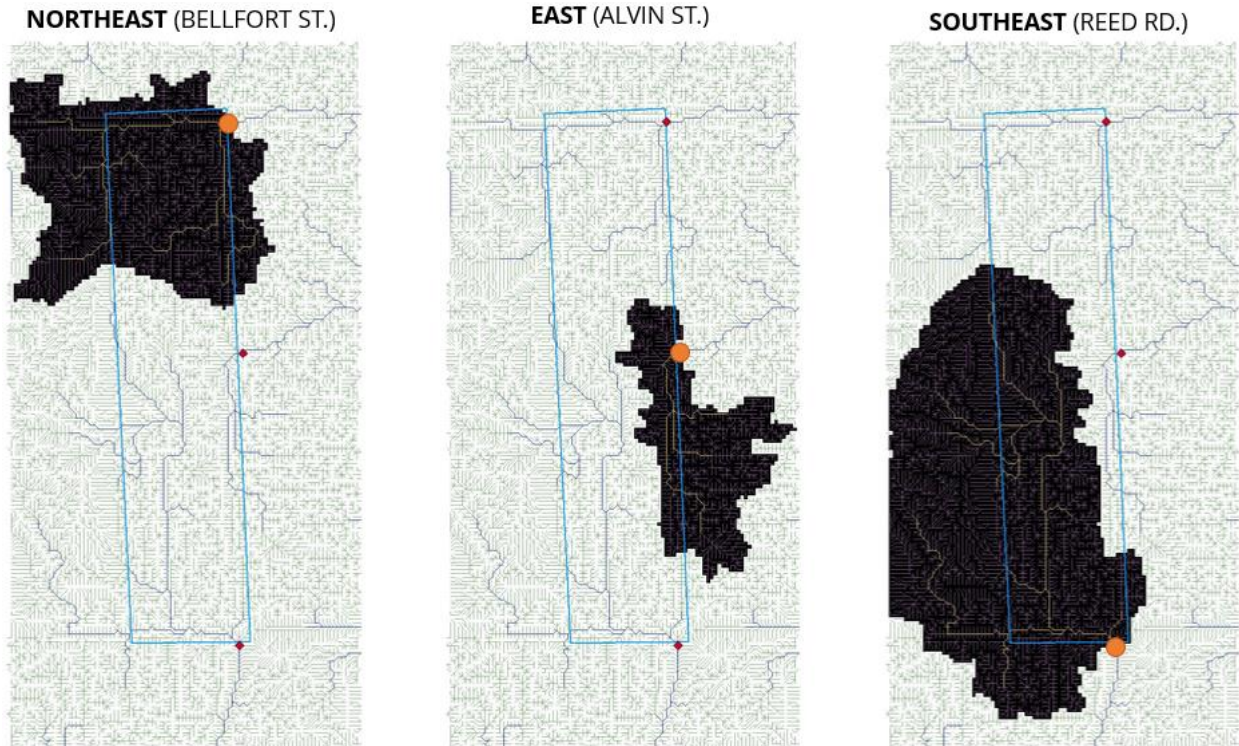 NORTHEAST (BELLFORT ST.)
EAST (ALVIN ST.)
SOUTHEAST (REED RD.)